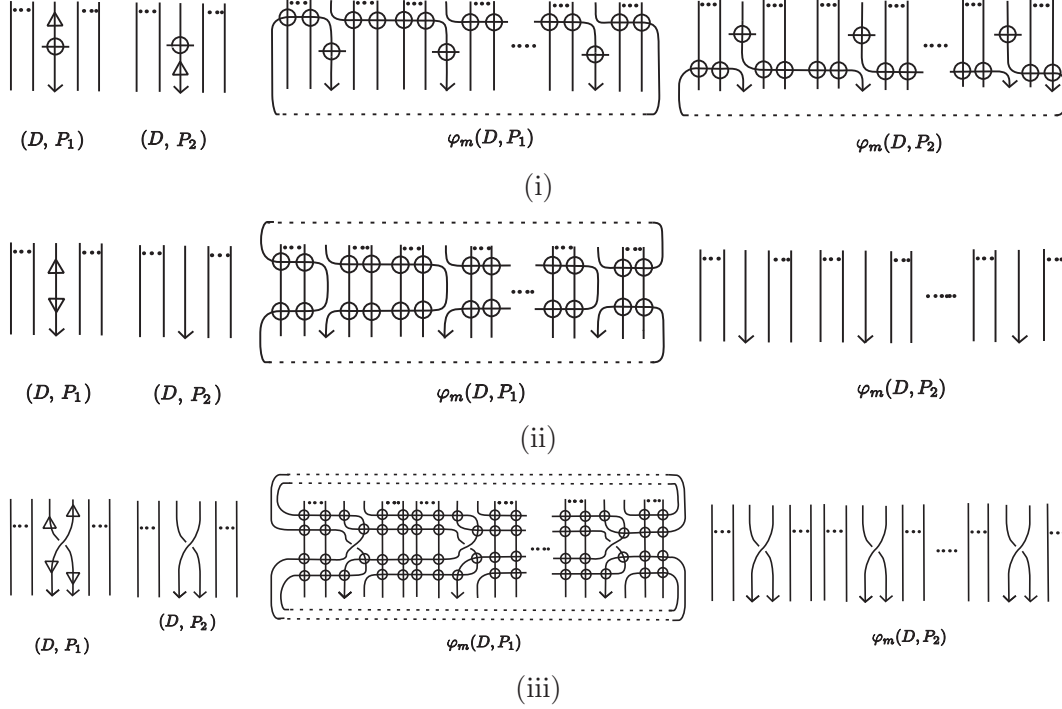 (D, P₁) (D, P₂) φₘ(D, P₁) φₘ(D, P₂)
(i)
(D, P₁) (D, P₂) φₘ(D, P₁) φₘ(D, P₂)
(ii)
(D, P₁) (D, P₂) φₘ(D, P₁) φₘ(D, P₂)
(iii)